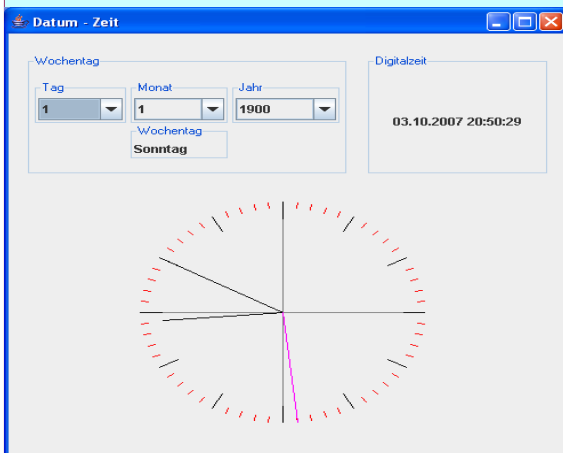 Datum - Zeit
Wochentag
Digitalzeit
Tag
Monat
Jahr
1
1
1900
03.10.2007 20:50:29
Wochentag
Sonntag